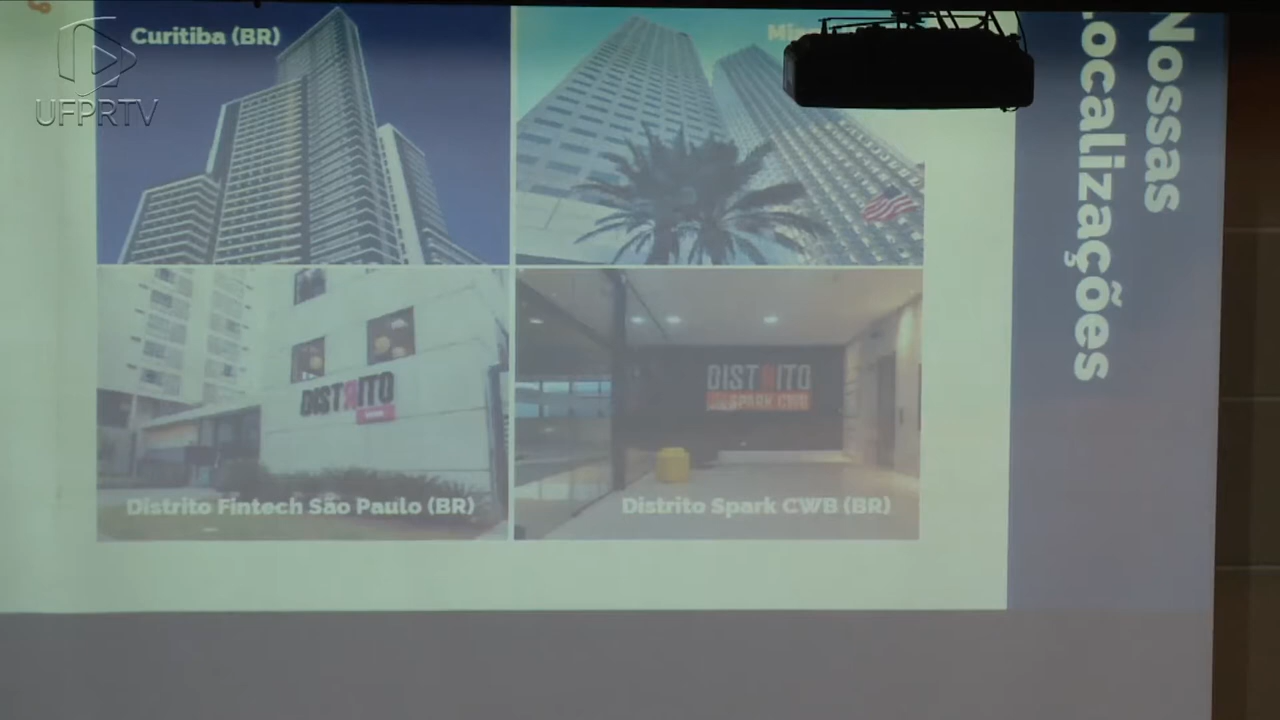 UFPRTV
Curitiba (BR)
Nossas
Localizações
DISTRITO
DISTRITO
SPARK CWB
Distrito Fintech São Paulo (BR)
Distrito Spark CWB (BR)